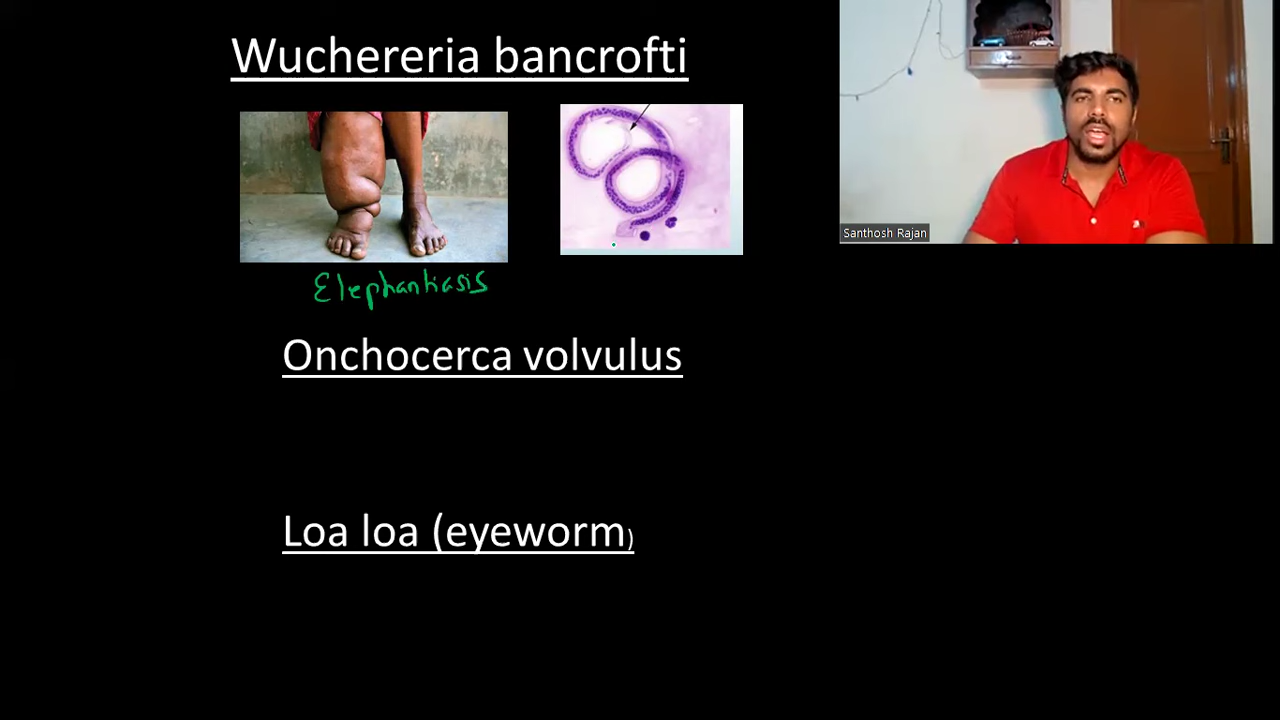 Wuchereria bancrofti
Santhosh Rajan
Elephantiasis
Onchocerca volvulus
Loa loa (eyeworm)